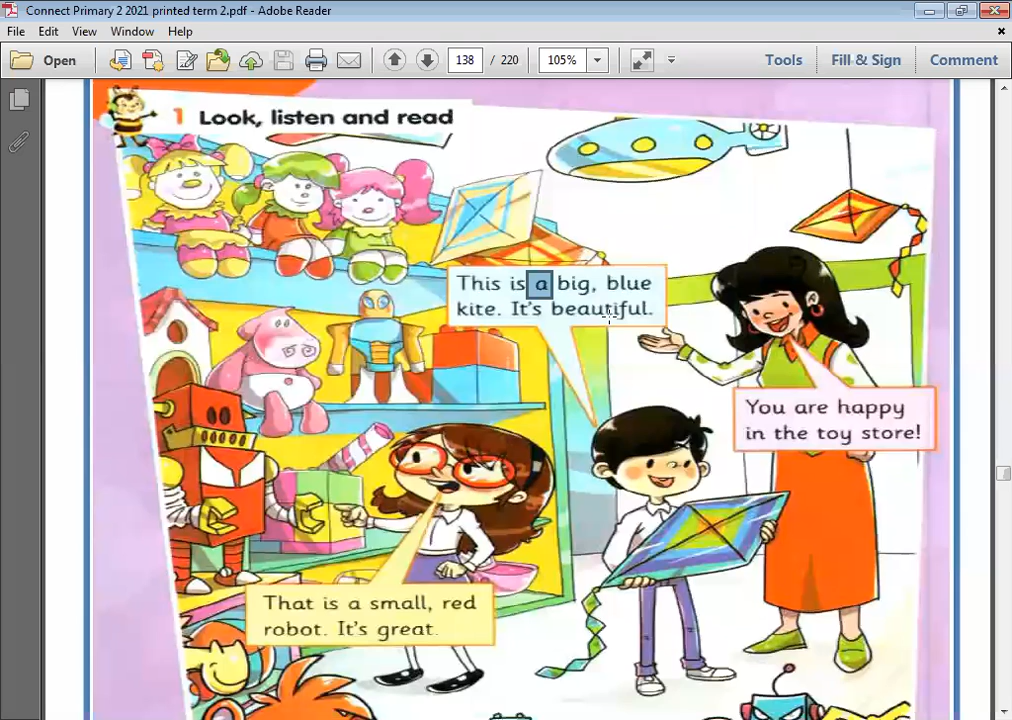 Connect Primary 2 2021 printed term 2.pdf - Adobe Reader
File Edit View Window Help
Open 138 / 220 105% Tools Fill & Sign Comment
1 Look, listen and read
This is a big, blue
kite. It's beautiful.
You are happy
in the toy store!
That is a small, red
robot. It's great.